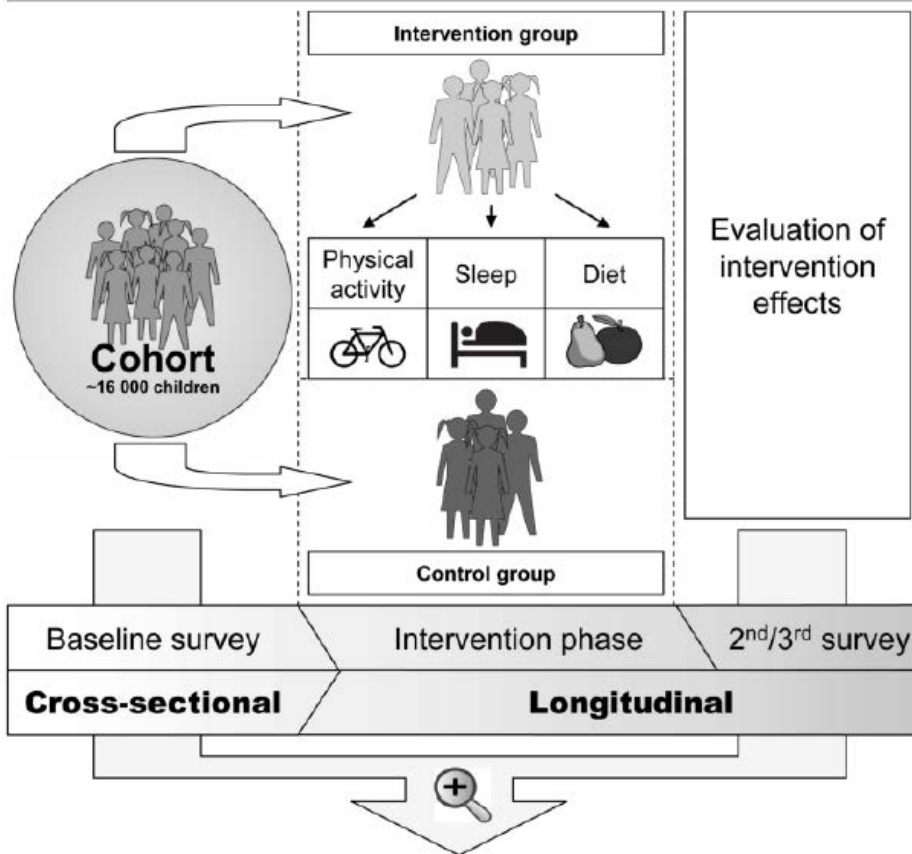 Intervention group
Physical
activity
Sleep
Diet
Evaluation of
intervention
effects
Cohort
~16 000 children
Control group
Baseline survey
Intervention phase
2nd/3rd survey
Cross-sectional
Longitudinal